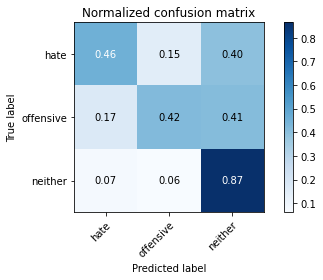 Normalized confusion matrix
True label
hate
0.46 0.15 0.40
offensive
0.17 0.42 0.41
neither
0.07 0.06 0.87
hate offensive neither
Predicted label
0.8
0.7
0.6
0.5
0.4
0.3
0.2
0.1